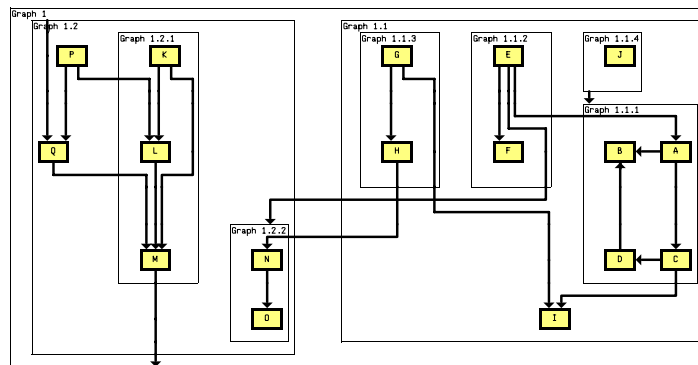 Graph 1
Graph 1.2
Graph 1.1
Graph 1.2.1
Graph 1.1.3
Graph 1.1.2
Graph 1.1.4
P
K
G
E
J
Graph 1.1.1
Q
L
H
F
B
A
Graph 1.2.2
M
N
D
C
O
I